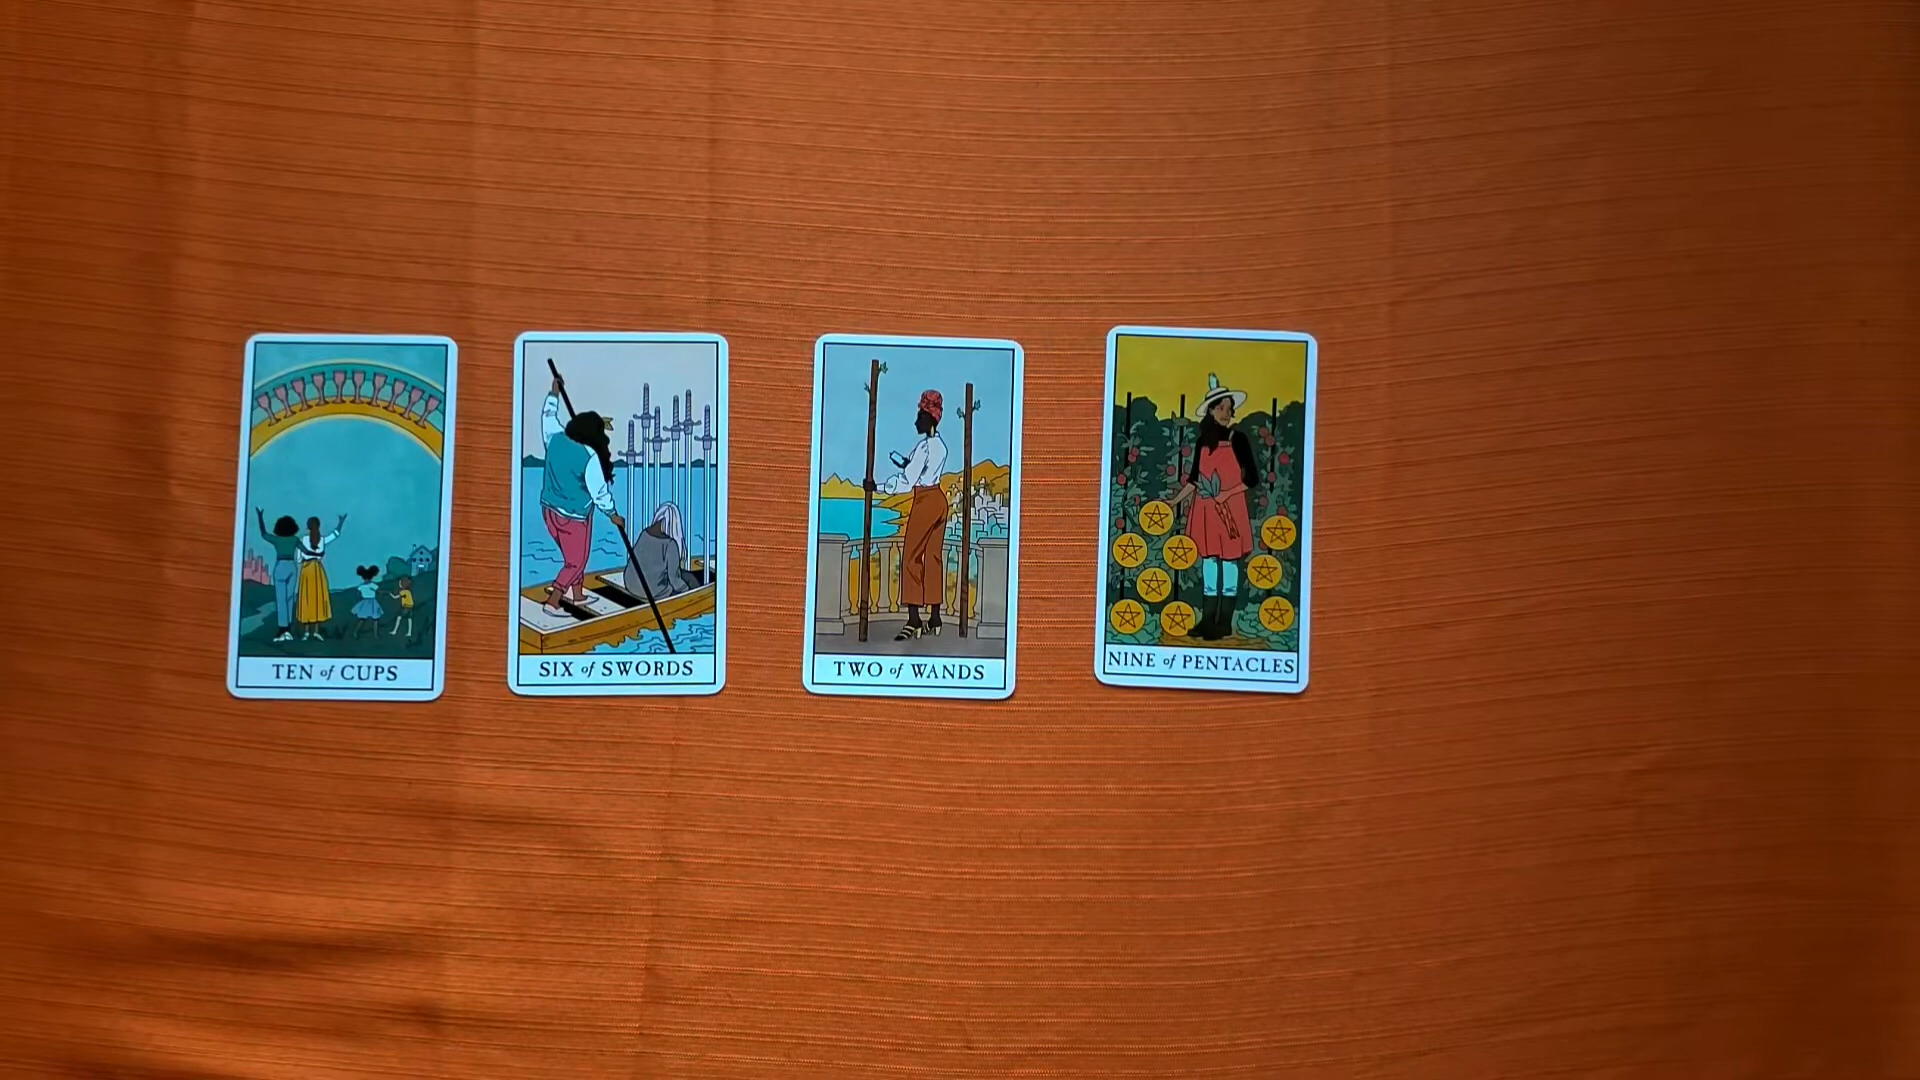 TEN of CUPS
SIX of SWORDS
TWO of WANDS
NINE of PENTACLES